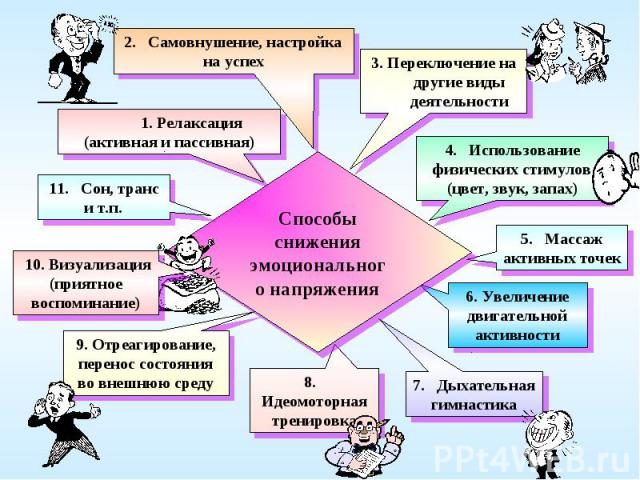 2. Самовнушение, настройка
на успех
3. Переключение на
другие виды
деятельности
1. Релаксация
(активная и пассивная)
4. Использование
физических стимулов
(цвет, звук, запах)
11. Сон, транс
и т.п.
Способы
снижения
эмоциональног
о напряжения
5. Массаж
активных точек
10. Визуализация
(приятное
воспоминание)
6. Увеличение
двигательной
активности
9. Отреагирование,
перенос состояния
во внешнюю среду
8.
Идеомоторная
тренировка
7. Дыхательная
гимнастика
PPt4WEB.ru